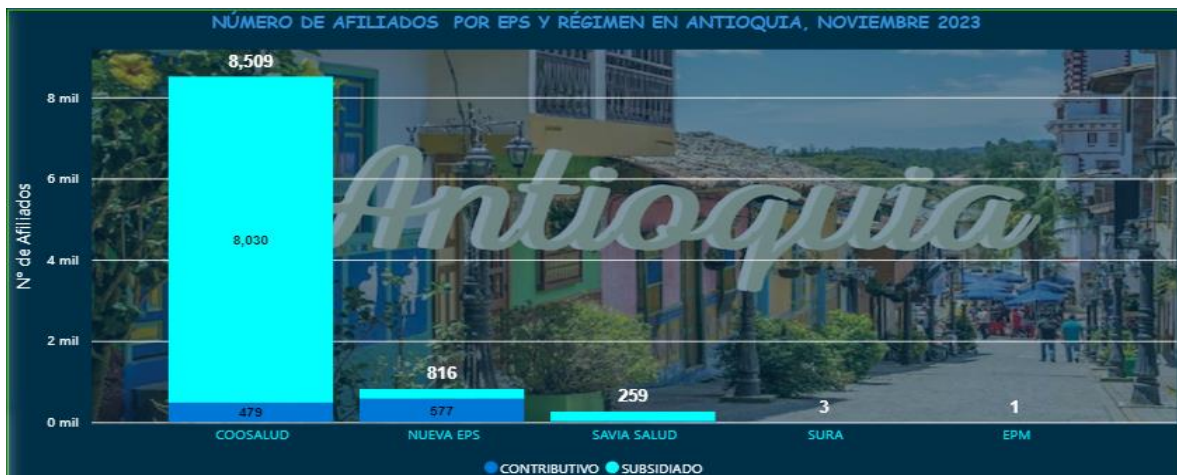 NÚMERO DE AFILIADOS POR EPS Y RÉGIMEN EN ANTIOQUIA, NOVIEMBRE 2023
8,509
8 mil
6 mil
Antioquia
8,030
4 mil
Nº de Afiliados
2 mil
816
259
3
1
479
577
0 mil
COOSALUD NUEVA EPS SAVIA SALUD SURA EPM
CONTRIBUTIVO SUBSIDIADO